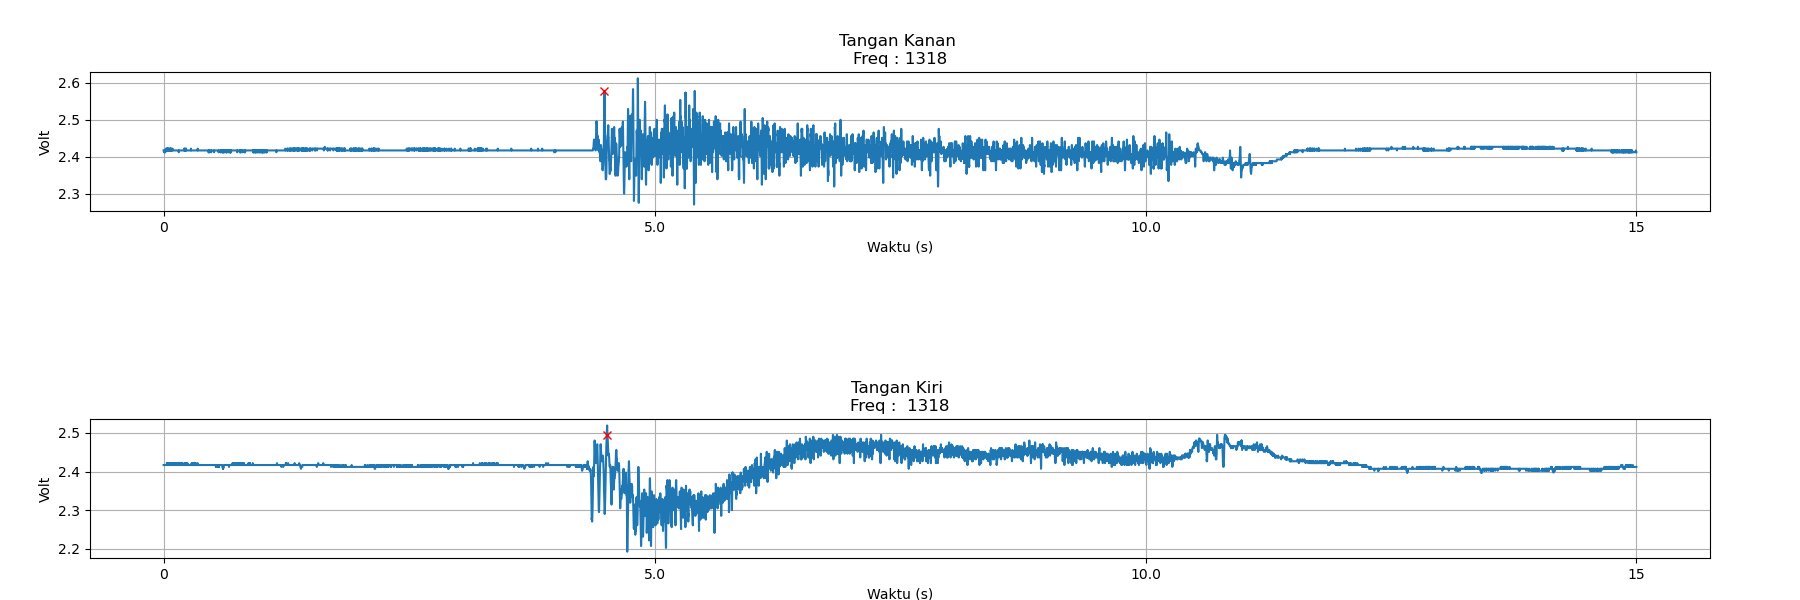 Tangan Kanan
Freq : 1318
2.6
2.5
2.4
2.3
Volt
0
5.0
10.0
15
Waktu (s)
Tangan Kiri
Freq :  1318
2.5
2.4
2.3
2.2
Volt
0
5.0
10.0
15
Waktu (s)